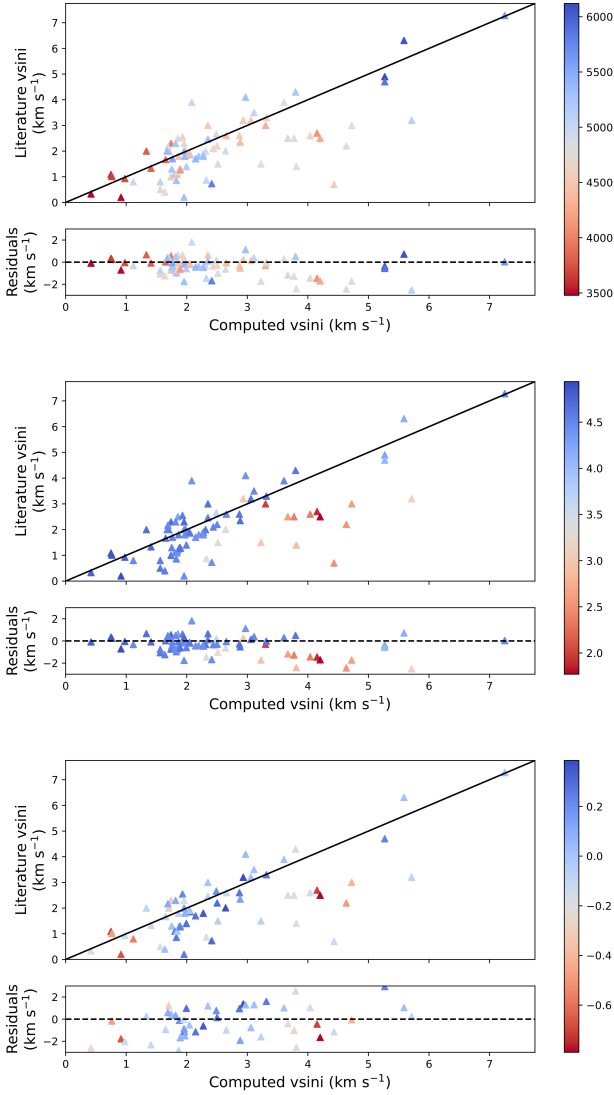 Literature vsini
(km s⁻¹)
7
6
5
4
3
2
1
0
Residuals
(km s⁻¹)
2
0
−2
0 1 2 3 4 5 6 7
Computed vsini (km s⁻¹)
6000
5500
5000
4500
4000
3500
Literature vsini
(km s⁻¹)
7
6
5
4
3
2
1
0
Residuals
(km s⁻¹)
2
0
−2
0 1 2 3 4 5 6 7
Computed vsini (km s⁻¹)
4.5
4.0
3.5
3.0
2.5
2.0
Literature vsini
(km s⁻¹)
7
6
5
4
3
2
1
0
Residuals
(km s⁻¹)
2
0
−2
0 1 2 3 4 5 6 7
Computed vsini (km s⁻¹)
0.2
0.0
−0.2
−0.4
−0.6